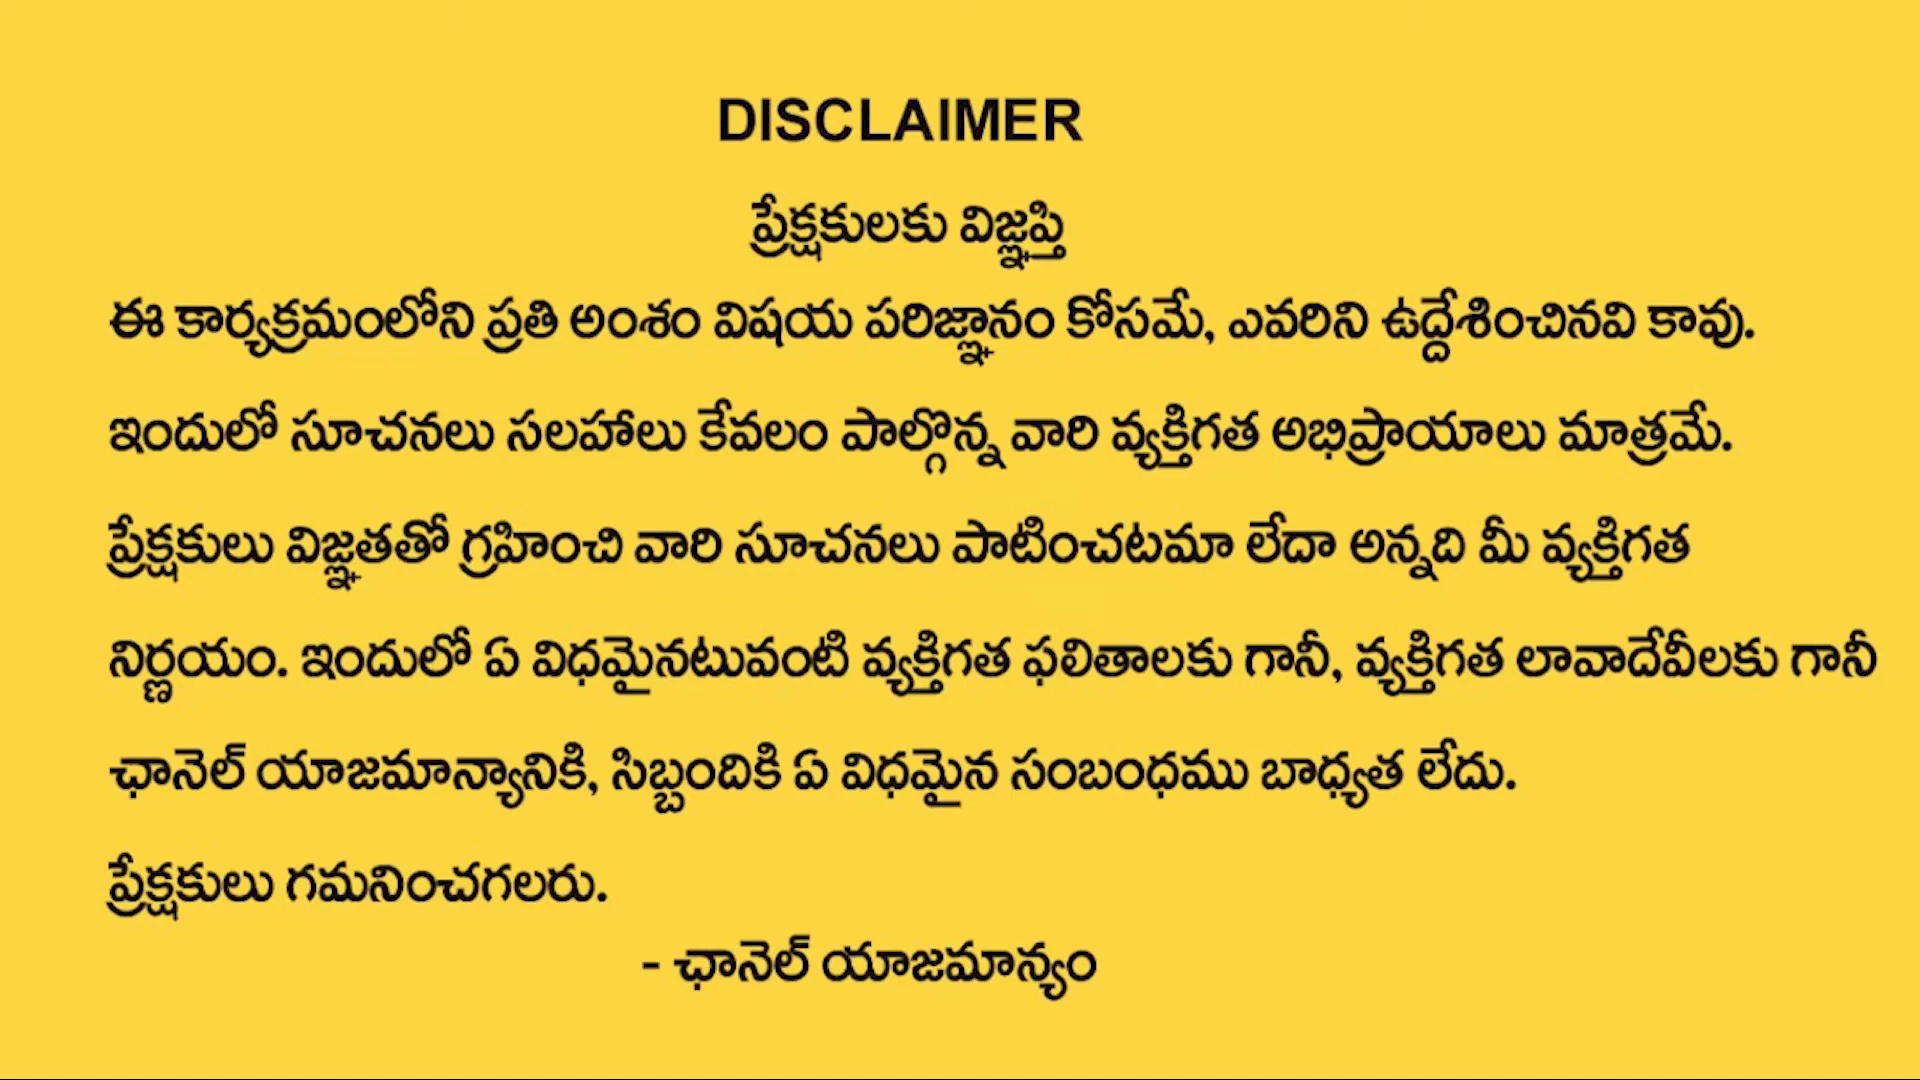 DISCLAIMER
ప్రేక్షకులకు విజ్ఞప్తి
ఈ కార్యక్రమంలోని ప్రతి అంశం విషయ పరిజ్ఞానం కోసమే, ఎవరిని ఉద్దేశించినవి కావు.
ఇందులో సూచనలు సలహాలు కేవలం పాల్గొన్న వారి వ్యక్తిగత అభిప్రాయాలు మాత్రమే.
ప్రేక్షకులు విజ్ఞతతో గ్రహించి వారి సూచనలు పాటించటమా లేదా అన్నది మీ వ్యక్తిగత
నిర్ణయం. ఇందులో ఏ విధమైనటువంటి వ్యక్తిగత ఫలితాలకు గానీ, వ్యక్తిగత లావాదేవీలకు గానీ
ఛానెల్ యాజమాన్యానికి, సిబ్బందికి ఏ విధమైన సంబంధము బాధ్యత లేదు.
ప్రేక్షకులు గమనించగలరు.
- ఛానెల్ యాజమాన్యం